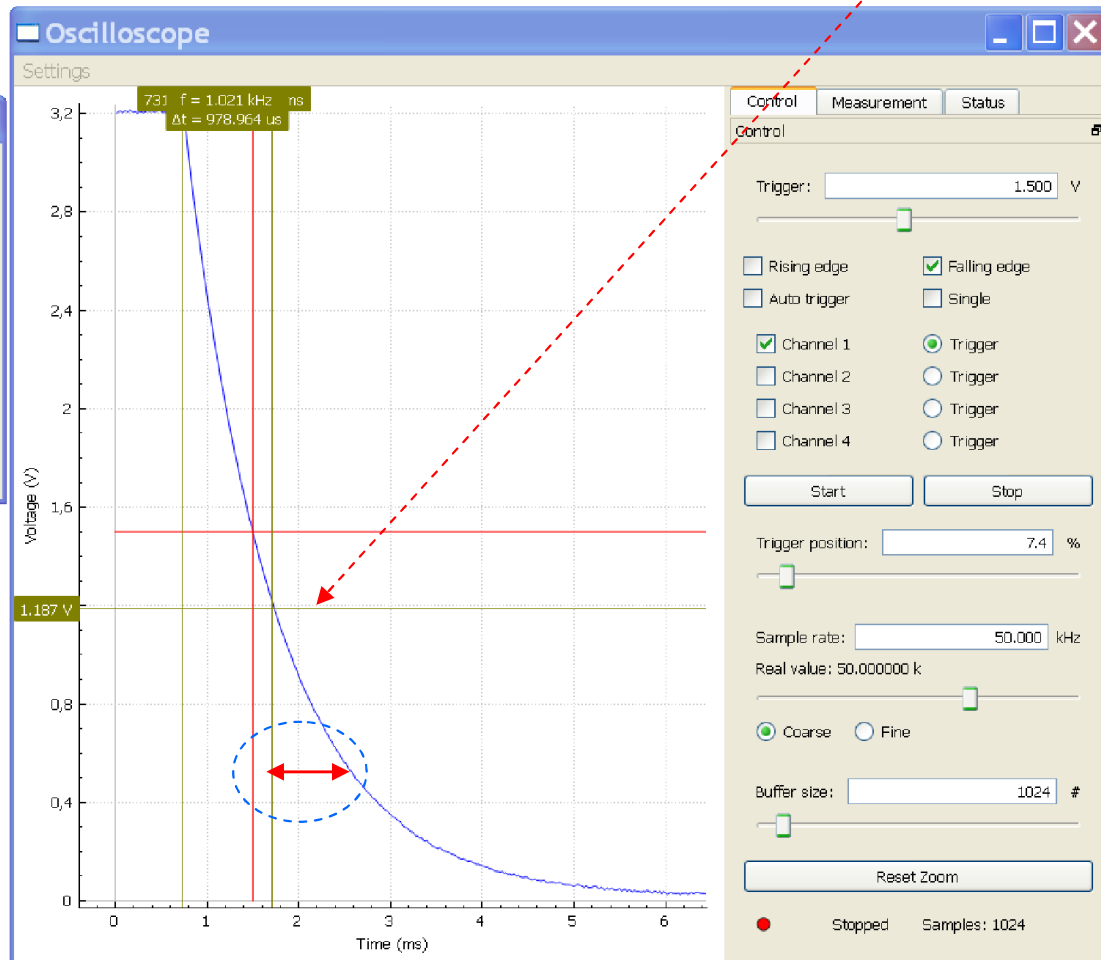 Oscilloscope
Settings
731 f = 1.021 kHz ns
Δt = 978.964 us
3,2
2,8
2,4
2
1,6
1.187 V
0,8
0,4
0
Voltage (V)
0 1 2 3 4 5 6
Time (ms)
Control Measurement Status
Control
Trigger: 1.500 V
Rising edge Falling edge
Auto trigger Single
Channel 1 Trigger
Channel 2 Trigger
Channel 3 Trigger
Channel 4 Trigger
Start Stop
Trigger position: 7.4 %
Sample rate: 50.000 kHz
Real value: 50.000000 k
Coarse Fine
Buffer size: 1024 #
Reset Zoom
Stopped Samples: 1024